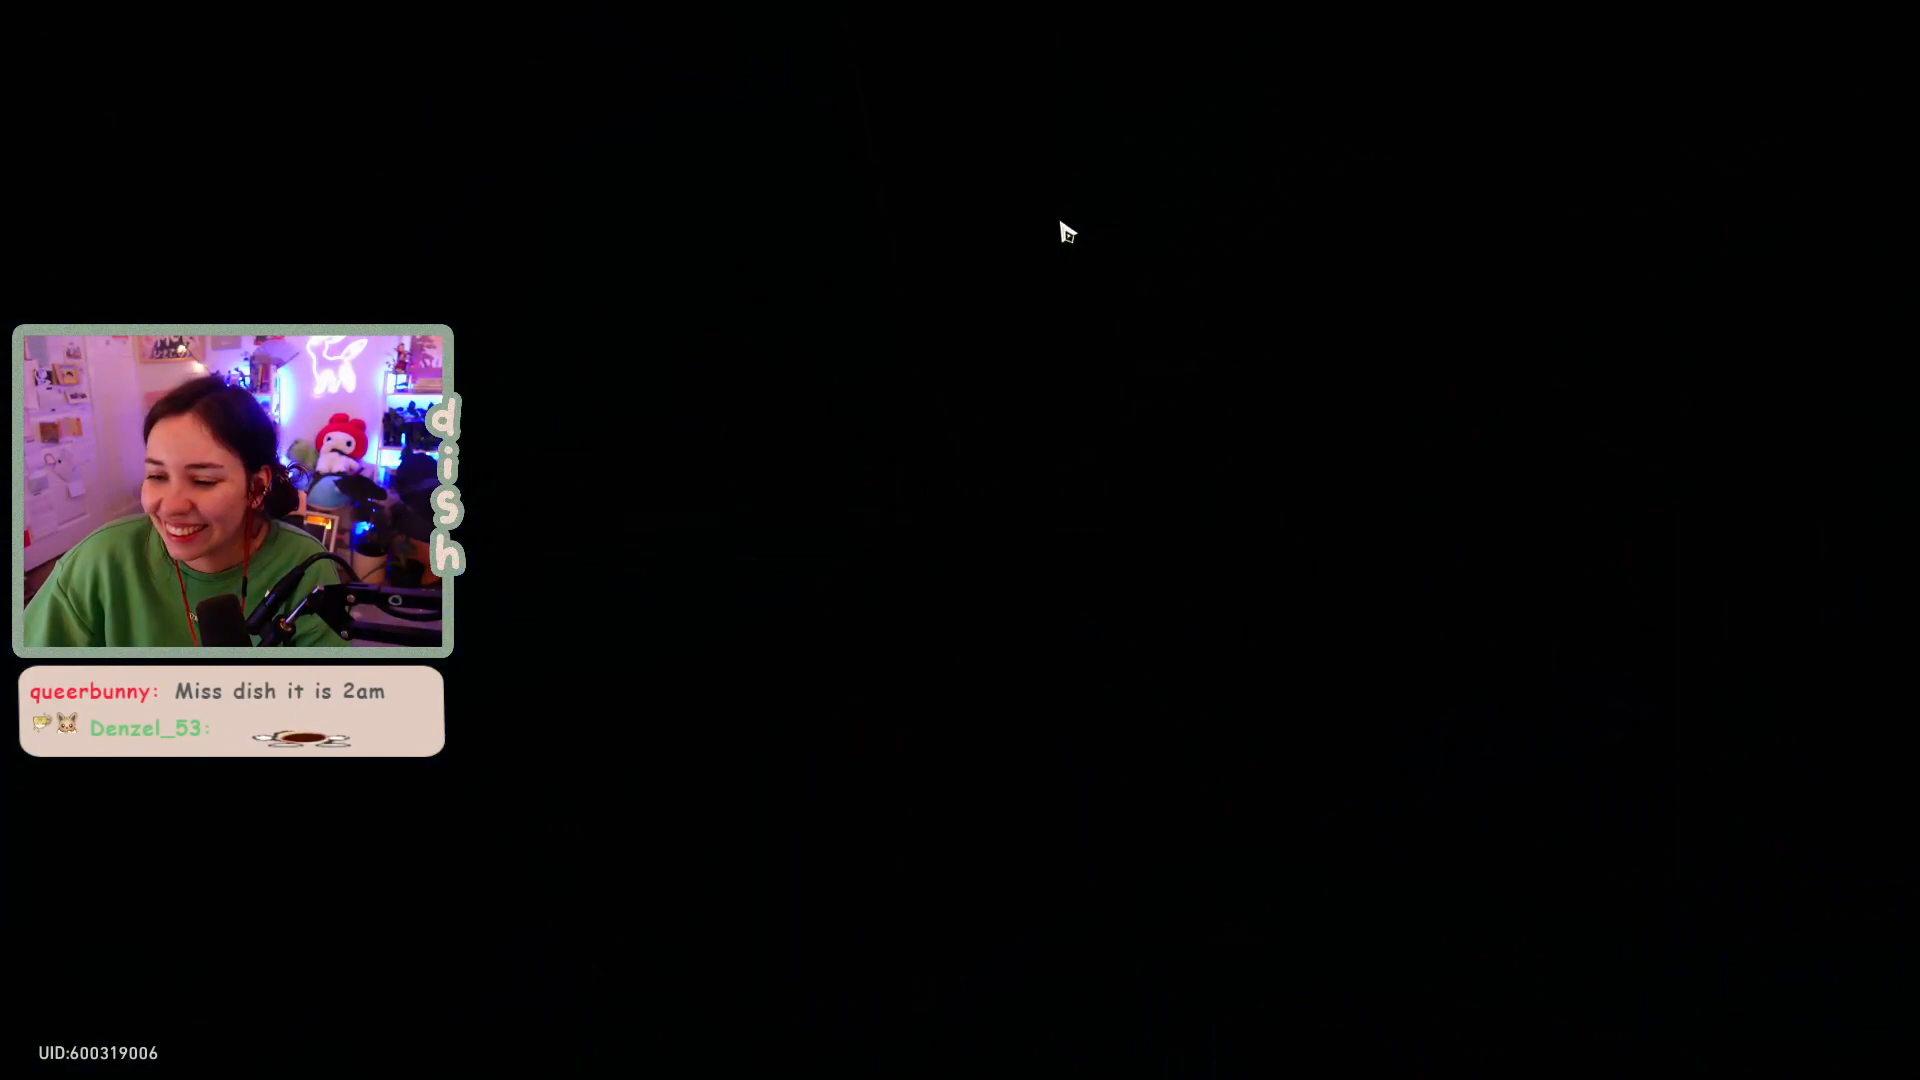 dish
queerbunny: Miss dish it is 2am
Denzel_53:
UID:600319006